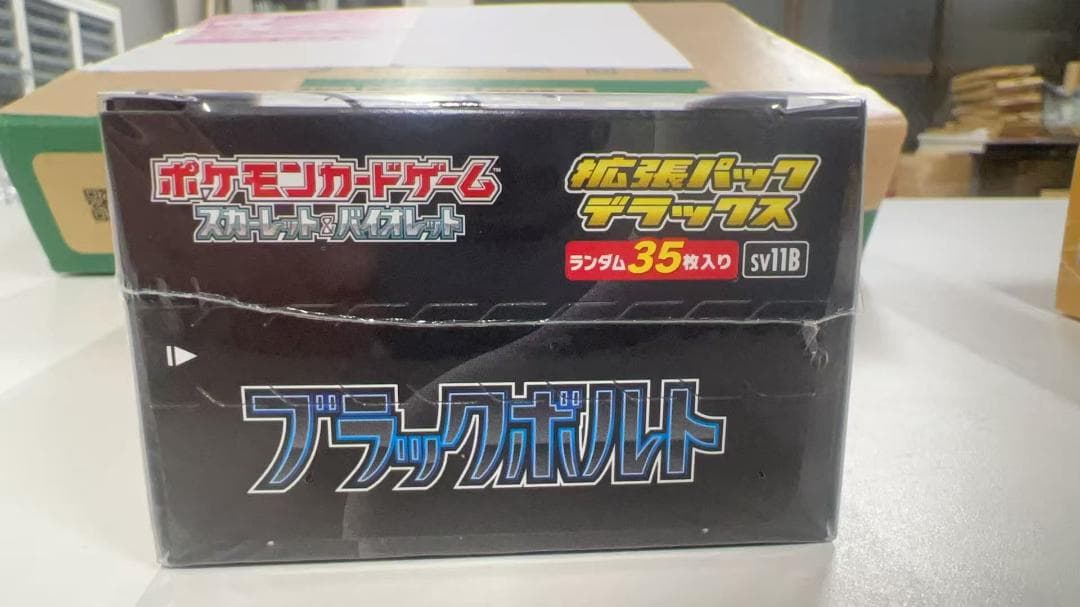 ポケモンカードゲーム™
スカーレット&バイオレット
拡張パック
デラックス
ランダム35枚入り
SV11B
ブラックボルト